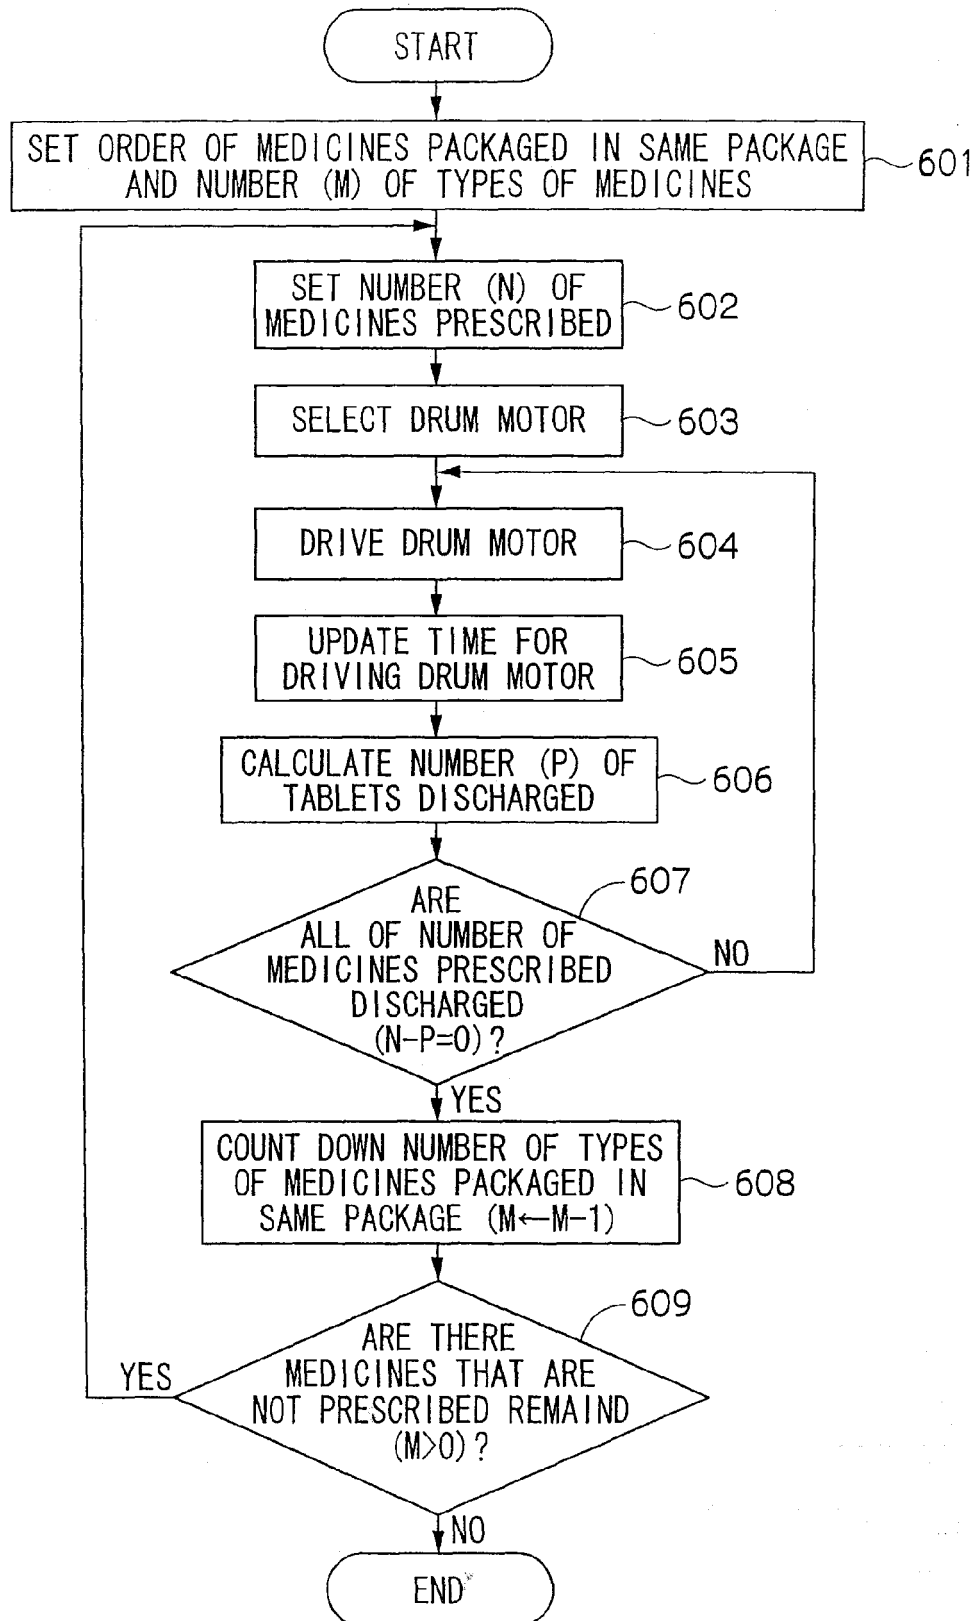 START
SET ORDER OF MEDICINES PACKAGED IN SAME PACKAGE
AND NUMBER (M) OF TYPES OF MEDICINES
601
SET NUMBER (N) OF
MEDICINES PRESCRIBED
602
SELECT DRUM MOTOR
603
DRIVE DRUM MOTOR
604
UPDATE TIME FOR
DRIVING DRUM MOTOR
605
CALCULATE NUMBER (P) OF
TABLETS DISCHARGED
606
607
ARE
ALL OF NUMBER OF
MEDICINES PRESCRIBED
DISCHARGED
(N-P=0)?
NO
YES
COUNT DOWN NUMBER OF TYPES
OF MEDICINES PACKAGED IN
SAME PACKAGE (M←M-1)
608
609
ARE THERE
MEDICINES THAT ARE
NOT PRESCRIBED REMAIND
(M>0)?
YES
NO
END